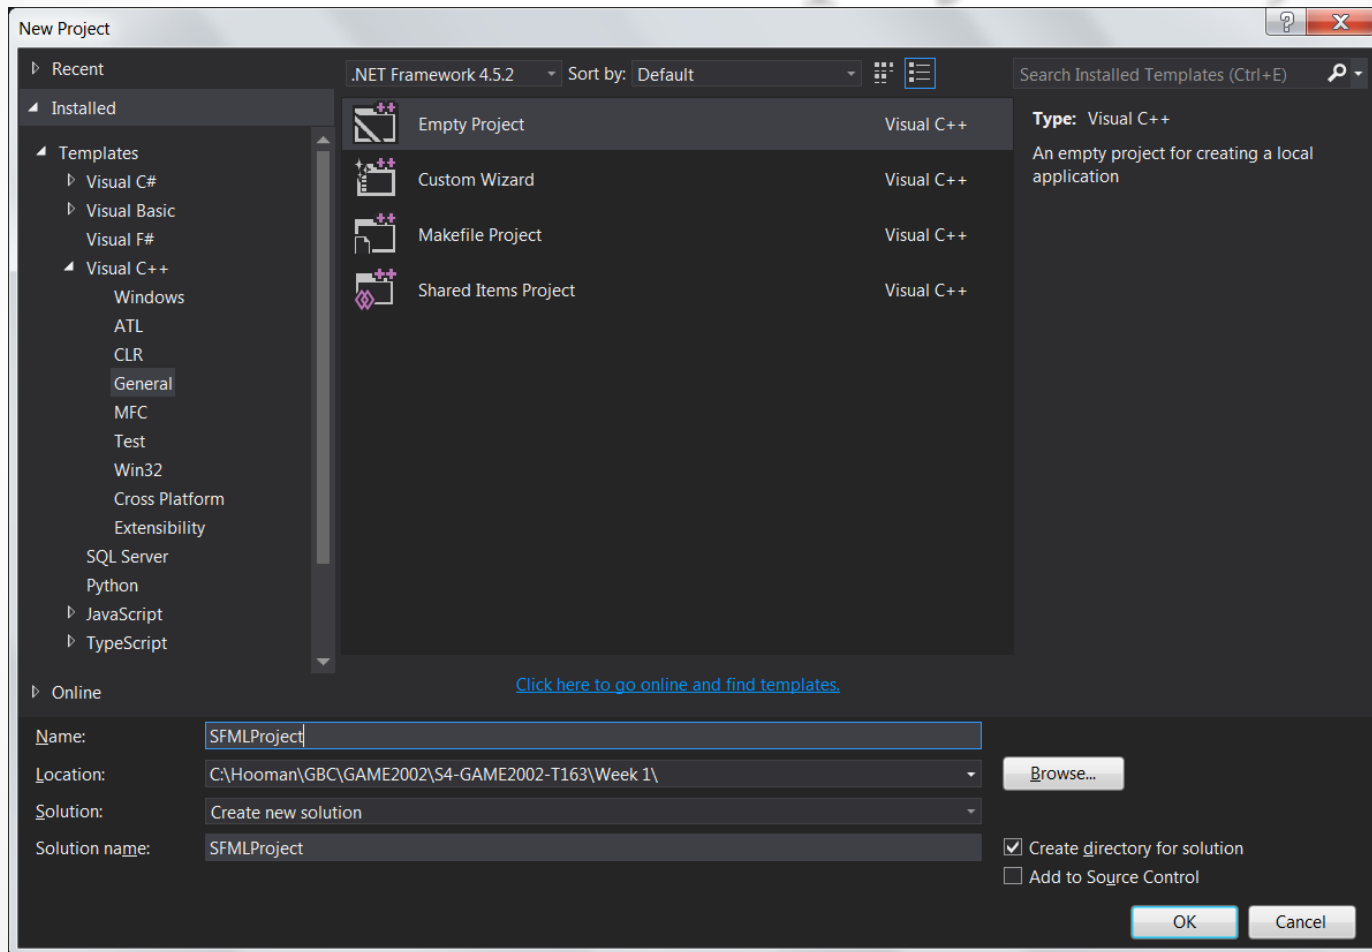 New Project
Recent
.NET Framework 4.5.2 Sort by: Default
Search Installed Templates (Ctrl+E)
Installed
Templates
Visual C#
Visual Basic
Visual F#
Visual C++
Windows
ATL
CLR
General
MFC
Test
Win32
Cross Platform
Extensibility
SQL Server
Python
JavaScript
TypeScript
Online
Empty Project Visual C++
Custom Wizard Visual C++
Makefile Project Visual C++
Shared Items Project Visual C++
Type: Visual C++
An empty project for creating a local
application
Click here to go online and find templates.
Name: SFMLProject
Location: C:\Hooman\GBC\GAME2002\S4-GAME2002-T163\Week 1\
Browse...
Solution: Create new solution
Solution name: SFMLProject
Create directory for solution
Add to Source Control
OK Cancel